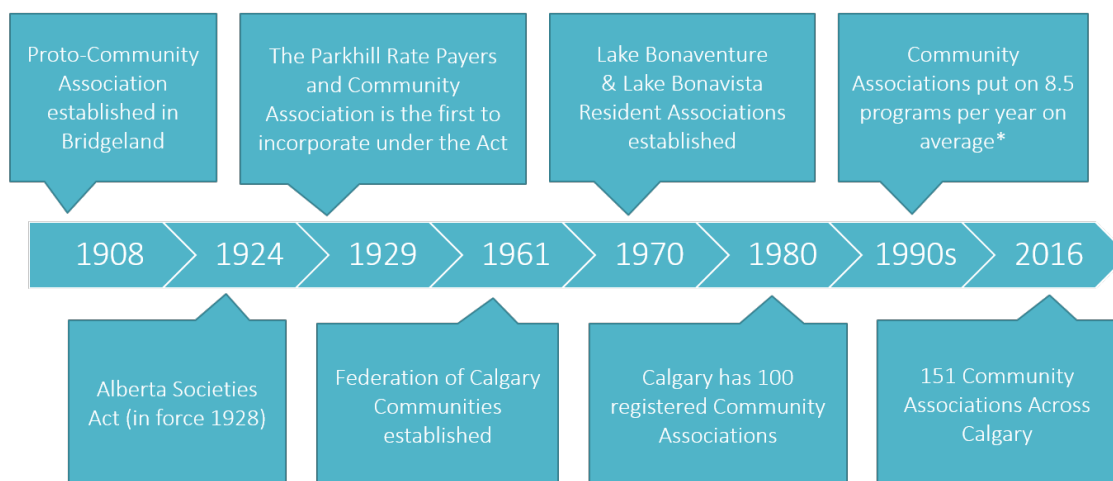 Proto-Community
Association
established in
Bridgeland
The Parkhill Rate Payers
and Community
Association is the first to
incorporate under the Act
Lake Bonaventure
& Lake Bonavista
Resident Associations
established
Community
Associations put on 8.5
programs per year on
average*
1908
1924
1929
1961
1970
1980
1990s
2016
Alberta Societies
Act (in force 1928)
Federation of Calgary
Communities
established
Calgary has 100
registered Community
Associations
151 Community
Associations Across
Calgary